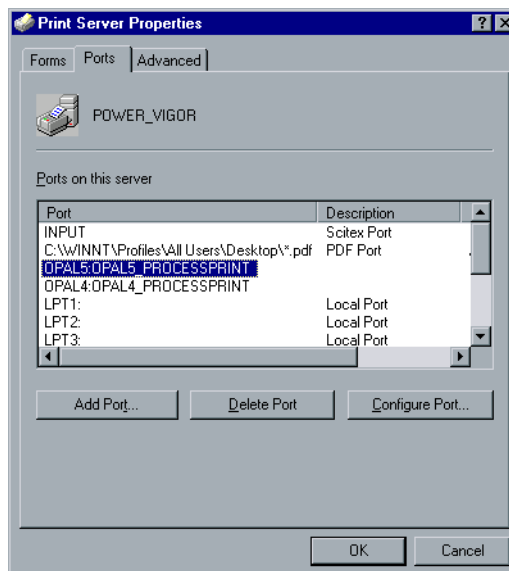 Print Server Properties
Forms Ports Advanced
POWER_VIGOR
Ports on this server
Port Description
INPUT Scitex Port
C:\WINNT\Profiles\All Users\Desktop\*.pdf PDF Port
OPAL5:OPAL5_PROCESSPRINT
OPAL4:OPAL4_PROCESSPRINT
LPT1: Local Port
LPT2: Local Port
LPT3: Local Port
Add Port... Delete Port Configure Port...
OK Cancel